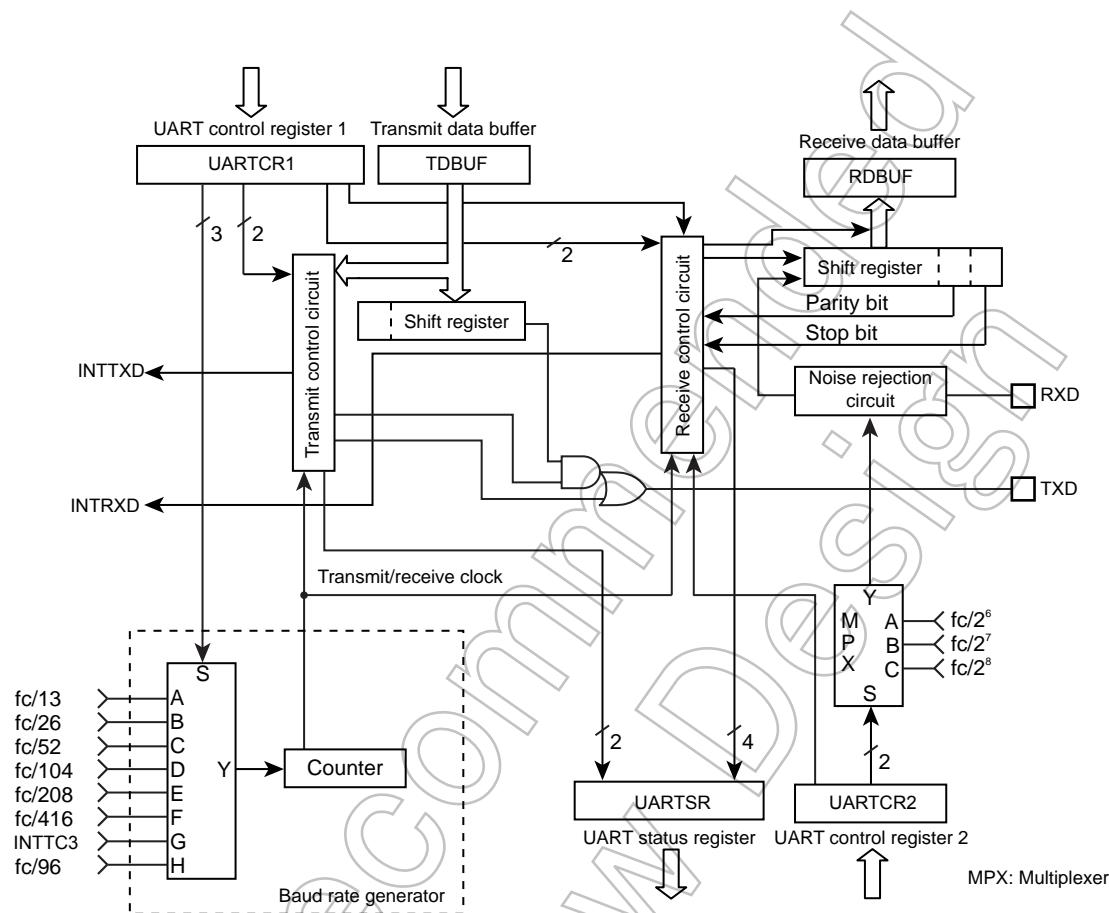 UART control register 1
Transmit data buffer
Receive data buffer
UARTCR1
TDBUF
RDBUF
3
2
2
Transmit control circuit
Receive control circuit
Shift register
Shift register
Parity bit
Stop bit
INTTXD
Noise rejection
circuit
RXD
INTRXD
TXD
Transmit/receive clock
Y
M
P
X
A
B
C
S
fc/2⁶
fc/2⁷
fc/2⁸
S
fc/13
A
fc/26
B
fc/52
C
fc/104
D
fc/208
E
fc/416
F
INTTC3
G
fc/96
H
Y
Counter
2
4
2
UARTSR
UARTCR2
UART status register
UART control register 2
Baud rate generator
MPX: Multiplexer
ecommended
w Design